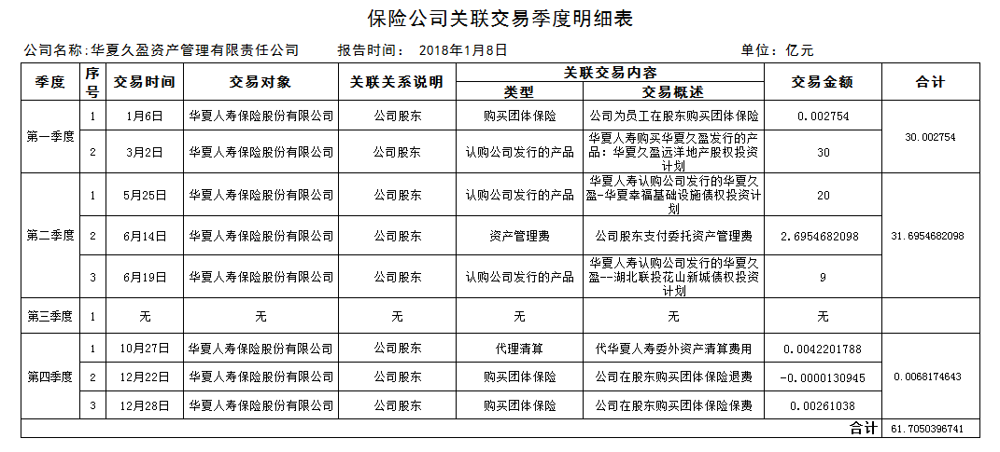 保险公司关联交易季度明细表
公司名称:华夏久盈资产管理有限责任公司 报告时间： 2018年1月8日 单位：亿元
季度 序号 交易时间 交易对象 关联关系说明 关联交易内容 交易金额 合计
类型 交易概述
第一季度 1 1月6日 华夏人寿保险股份有限公司 公司股东 购买团体保险 公司为员工在股东购买团体保险 0.002754 30.002754
2 3月2日 华夏人寿保险股份有限公司 公司股东 认购公司发行的产品 华夏人寿购买华夏久盈发行的产品：华夏久盈远洋地产股权投资计划 30
第二季度 1 5月25日 华夏人寿保险股份有限公司 公司股东 认购公司发行的产品 华夏人寿认购公司发行的华夏久盈-华夏幸福基础设施债权投资计划 20 31.6954682098
2 6月14日 华夏人寿保险股份有限公司 公司股东 资产管理费 公司股东支付委托资产管理费 2.6954682098
3 6月19日 华夏人寿保险股份有限公司 公司股东 认购公司发行的产品 华夏人寿认购公司发行的华夏久盈--湖北联投花山新城债权投资计划 9
第三季度 1 无 无 无 无 无 无
第四季度 1 10月27日 华夏人寿保险股份有限公司 公司股东 代理清算 代华夏人寿委外资产清算费用 0.0042201788 0.0068174643
2 12月22日 华夏人寿保险股份有限公司 公司股东 购买团体保险 公司在股东购买团体保险退费 -0.0000130945
3 12月28日 华夏人寿保险股份有限公司 公司股东 购买团体保险 公司在股东购买团体保险保费 0.00261038
合计 61.7050396741